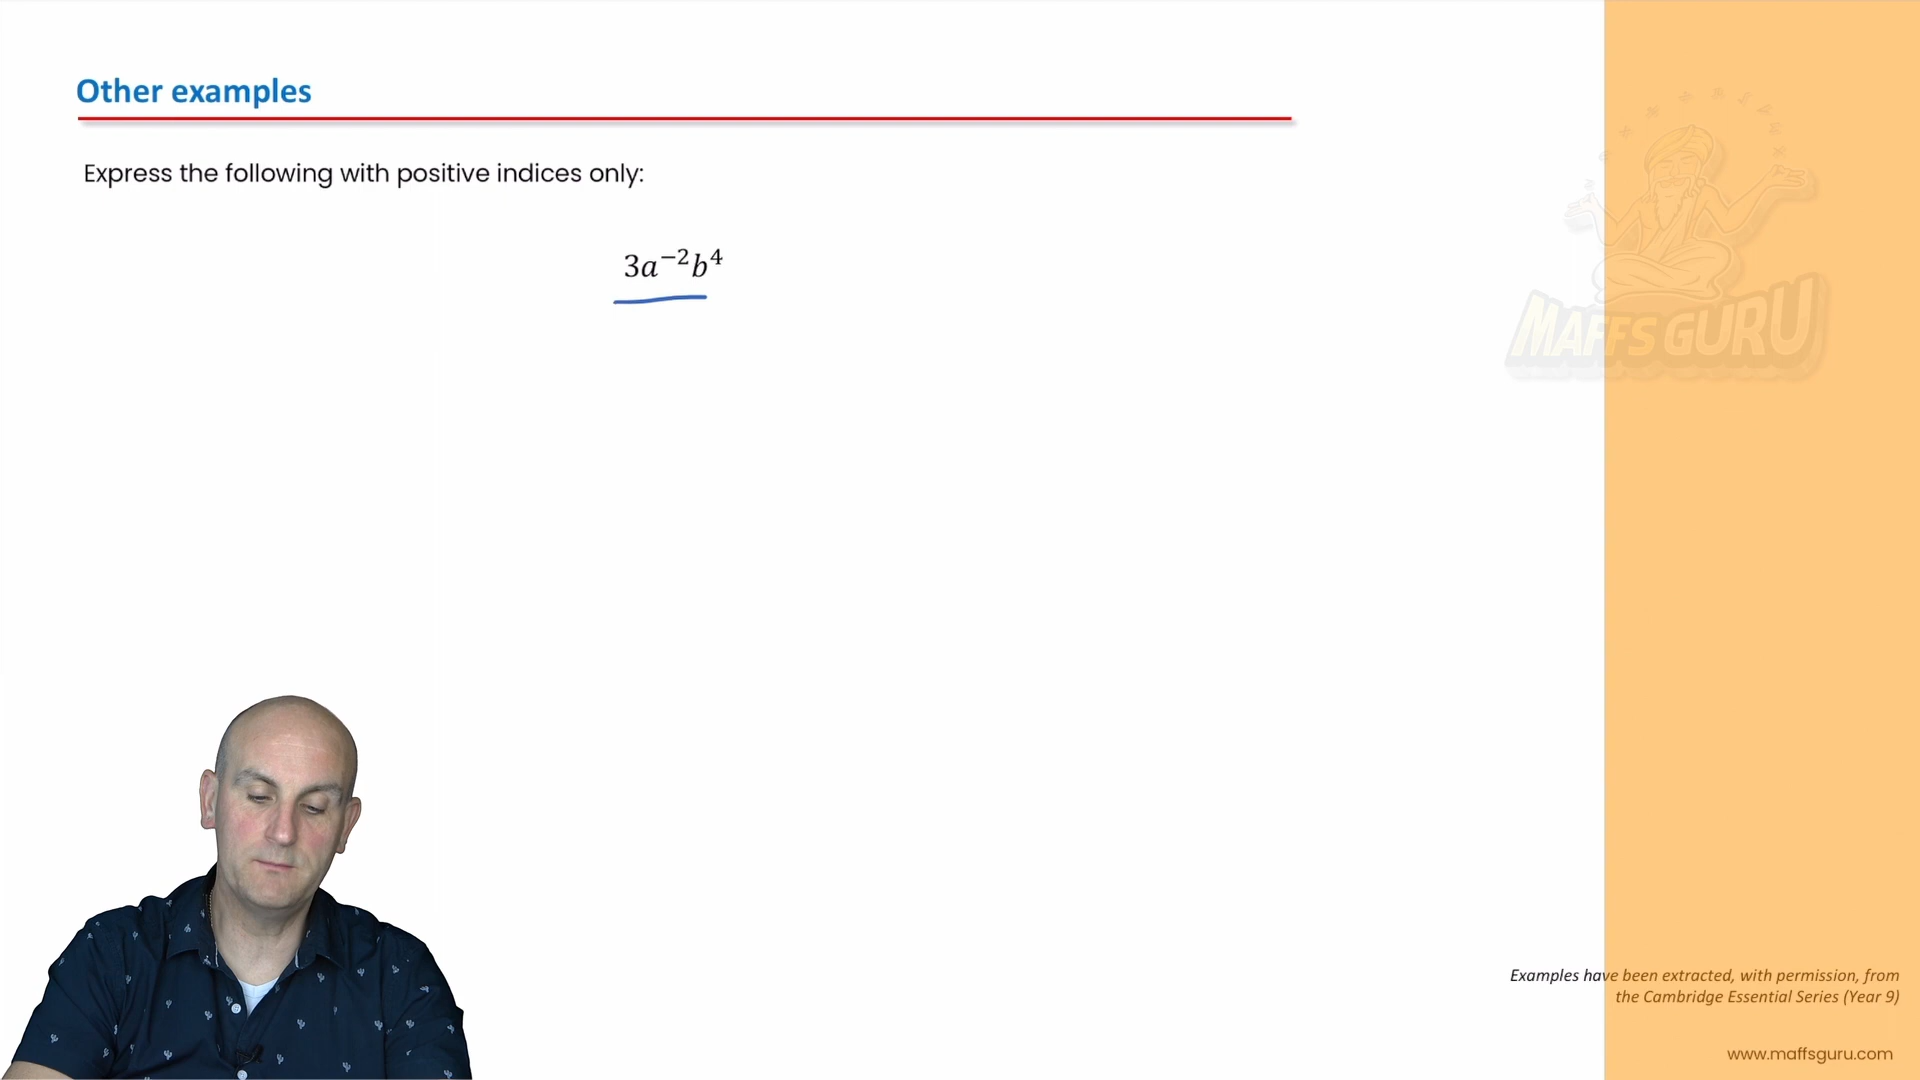 Other examples
Express the following with positive indices only:
3a⁻²b⁴
MAFFS GURU
Examples have been extracted, with permission, from
the Cambridge Essential Series (Year 9)
www.maffsguru.com